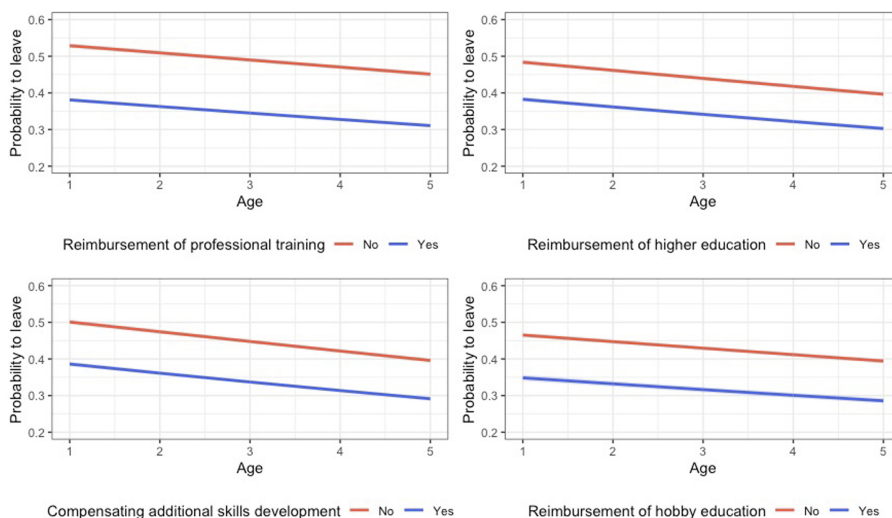 0.6
0.5
0.4
0.3
0.2
Probability to leave
1 2 3 4 5
Age
Reimbursement of professional training No Yes
0.6
0.5
0.4
0.3
0.2
Probability to leave
1 2 3 4 5
Age
Reimbursement of higher education No Yes
0.6
0.5
0.4
0.3
0.2
Probability to leave
1 2 3 4 5
Age
Compensating additional skills development No Yes
0.6
0.5
0.4
0.3
0.2
Probability to leave
1 2 3 4 5
Age
Reimbursement of hobby education No Yes